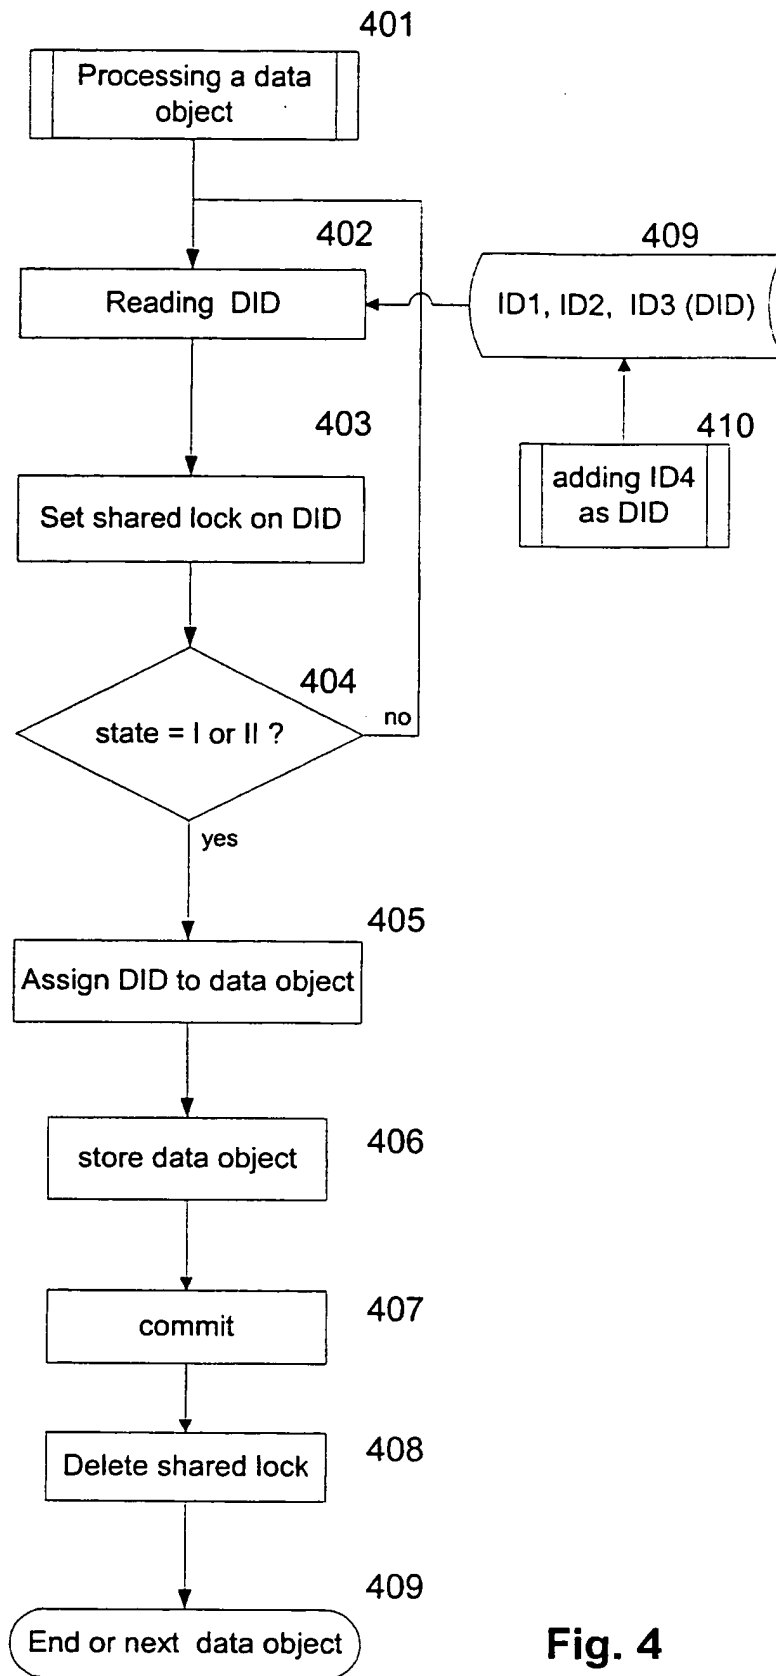 401
Processing a data
object
402
409
Reading DID
ID1, ID2, ID3 (DID)
403
410
adding ID4
as DID
Set shared lock on DID
404
state = I or II ?
no
yes
405
Assign DID to data object
406
store data object
407
commit
408
Delete shared lock
409
End or next data object
Fig. 4